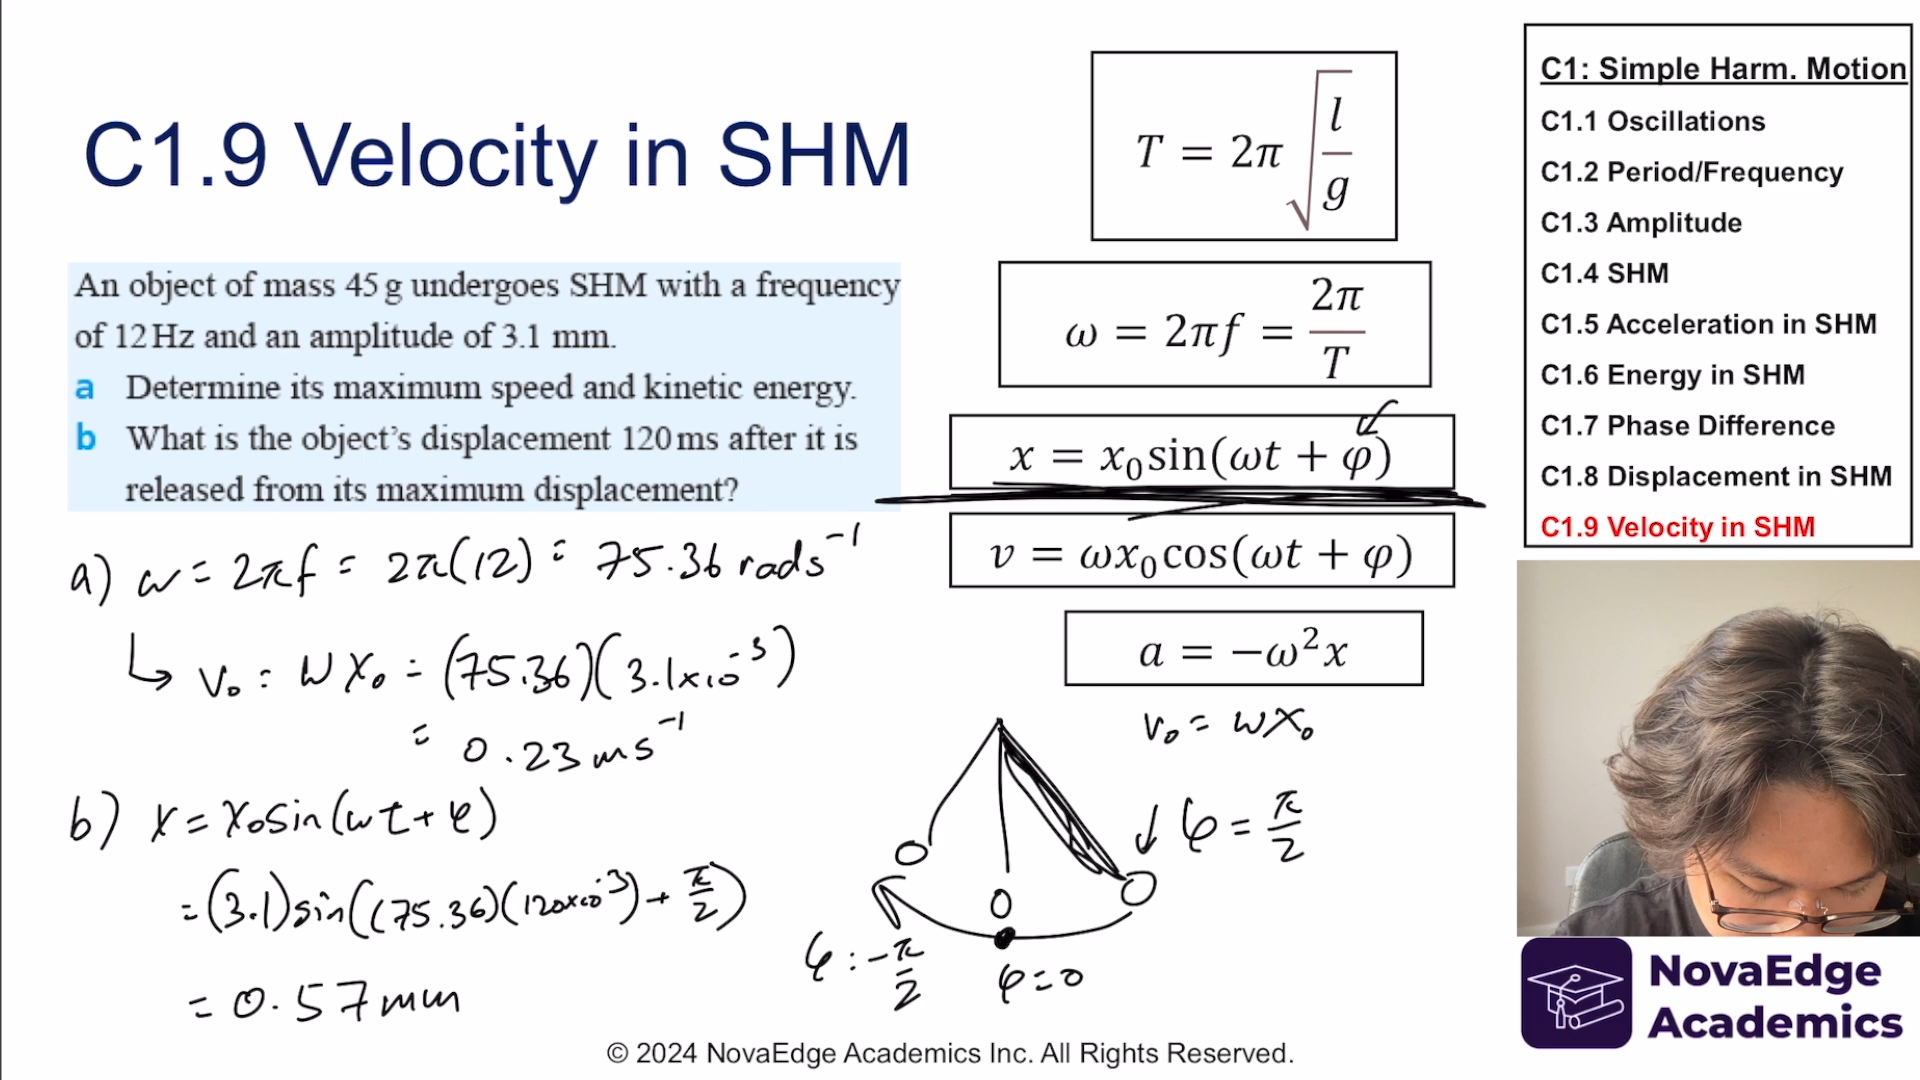 C1.9 Velocity in SHM
An object of mass 45 g undergoes SHM with a frequency
of 12 Hz and an amplitude of 3.1 mm.
a Determine its maximum speed and kinetic energy.
b What is the object's displacement 120 ms after it is
released from its maximum displacement?
a) ω = 2πf = 2π(12) = 75.36 rads⁻¹
↳ v₀ = ωx₀ = (75.36)(3.1x10⁻³)
= 0.23 ms⁻¹
b) x = x₀sin(ωt + φ)
= (3.1)sin((75.36)(120x10⁻³) + π/2)
= 0.57mm
T = 2π √(l/g)
ω = 2πf = 2π/T
x = x₀sin(ωt + φ)
v = ωx₀cos(ωt + φ)
a = −ω²x
v₀ = ωx₀
↓ φ = π/2
φ = -π/2
φ = 0
C1: Simple Harm. Motion
C1.1 Oscillations
C1.2 Period/Frequency
C1.3 Amplitude
C1.4 SHM
C1.5 Acceleration in SHM
C1.6 Energy in SHM
C1.7 Phase Difference
C1.8 Displacement in SHM
C1.9 Velocity in SHM
NovaEdge
Academics
© 2024 NovaEdge Academics Inc. All Rights Reserved.